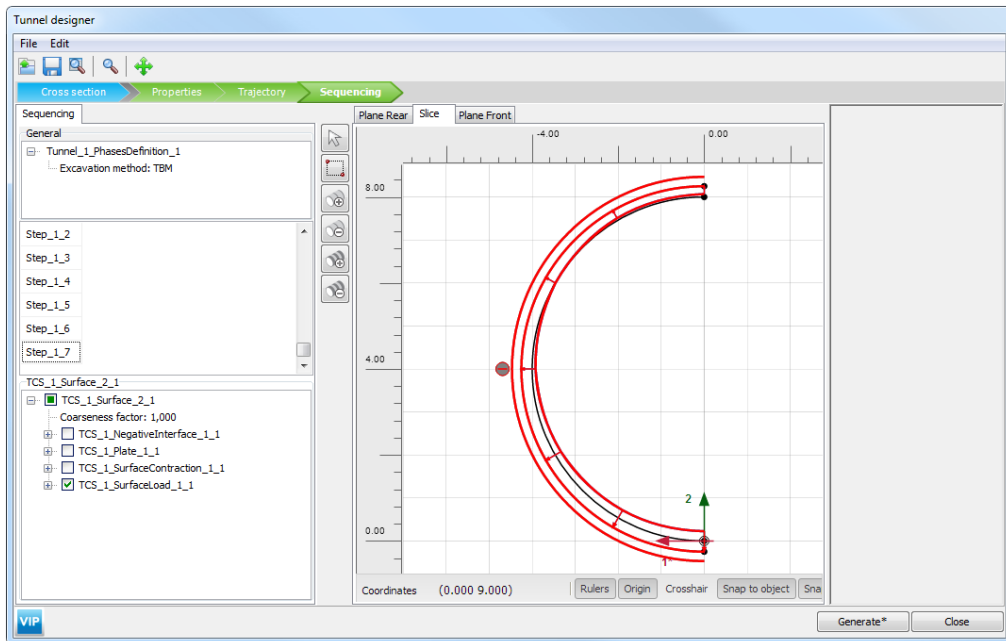 Tunnel designer
File Edit
Cross section Properties Trajectory Sequencing
Sequencing
General
Tunnel_1_PhasesDefinition_1
Excavation method: TBM
Step_1_2
Step_1_3
Step_1_4
Step_1_5
Step_1_6
Step_1_7
TCS_1_Surface_2_1
TCS_1_Surface_2_1
Coarseness factor: 1,000
TCS_1_NegativeInterface_1_1
TCS_1_Plate_1_1
TCS_1_SurfaceContraction_1_1
TCS_1_SurfaceLoad_1_1
Plane Rear Slice Plane Front
-4.00 0.00
8.00
4.00
0.00
2
1*
Coordinates (0.000 9.000) Rulers Origin Crosshair Snap to object Sna
VIP
Generate* Close